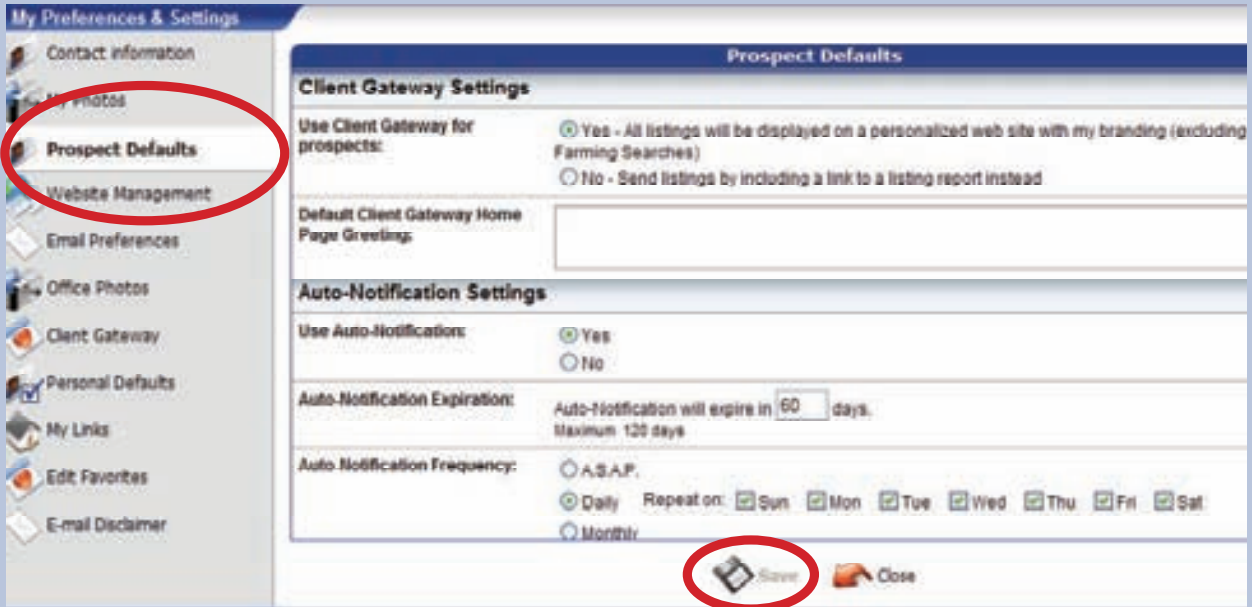 My Preferences & Settings
Contact information
My Photos
Prospect Defaults
Website Management
Email Preferences
Office Photos
Client Gateway
Personal Defaults
My Links
Edit Favorites
E-mail Disclaimer
Prospect Defaults
Client Gateway Settings
Use Client Gateway for
prospects:
Yes - All listings will be displayed on a personalized web site with my branding (excluding
Farming Searches)
No - Send listings by including a link to a listing report instead
Default Client Gateway Home
Page Greeting:
Auto-Notification Settings
Use Auto-Notification:
Yes
No
Auto-Notification Expiration:
Auto-Notification will expire in 60 days.
Maximum 120 days
Auto-Notification Frequency:
A.S.A.P.
Daily Repeat on: Sun Mon Tue Wed Thu Fri Sat
Monthly
Save Close